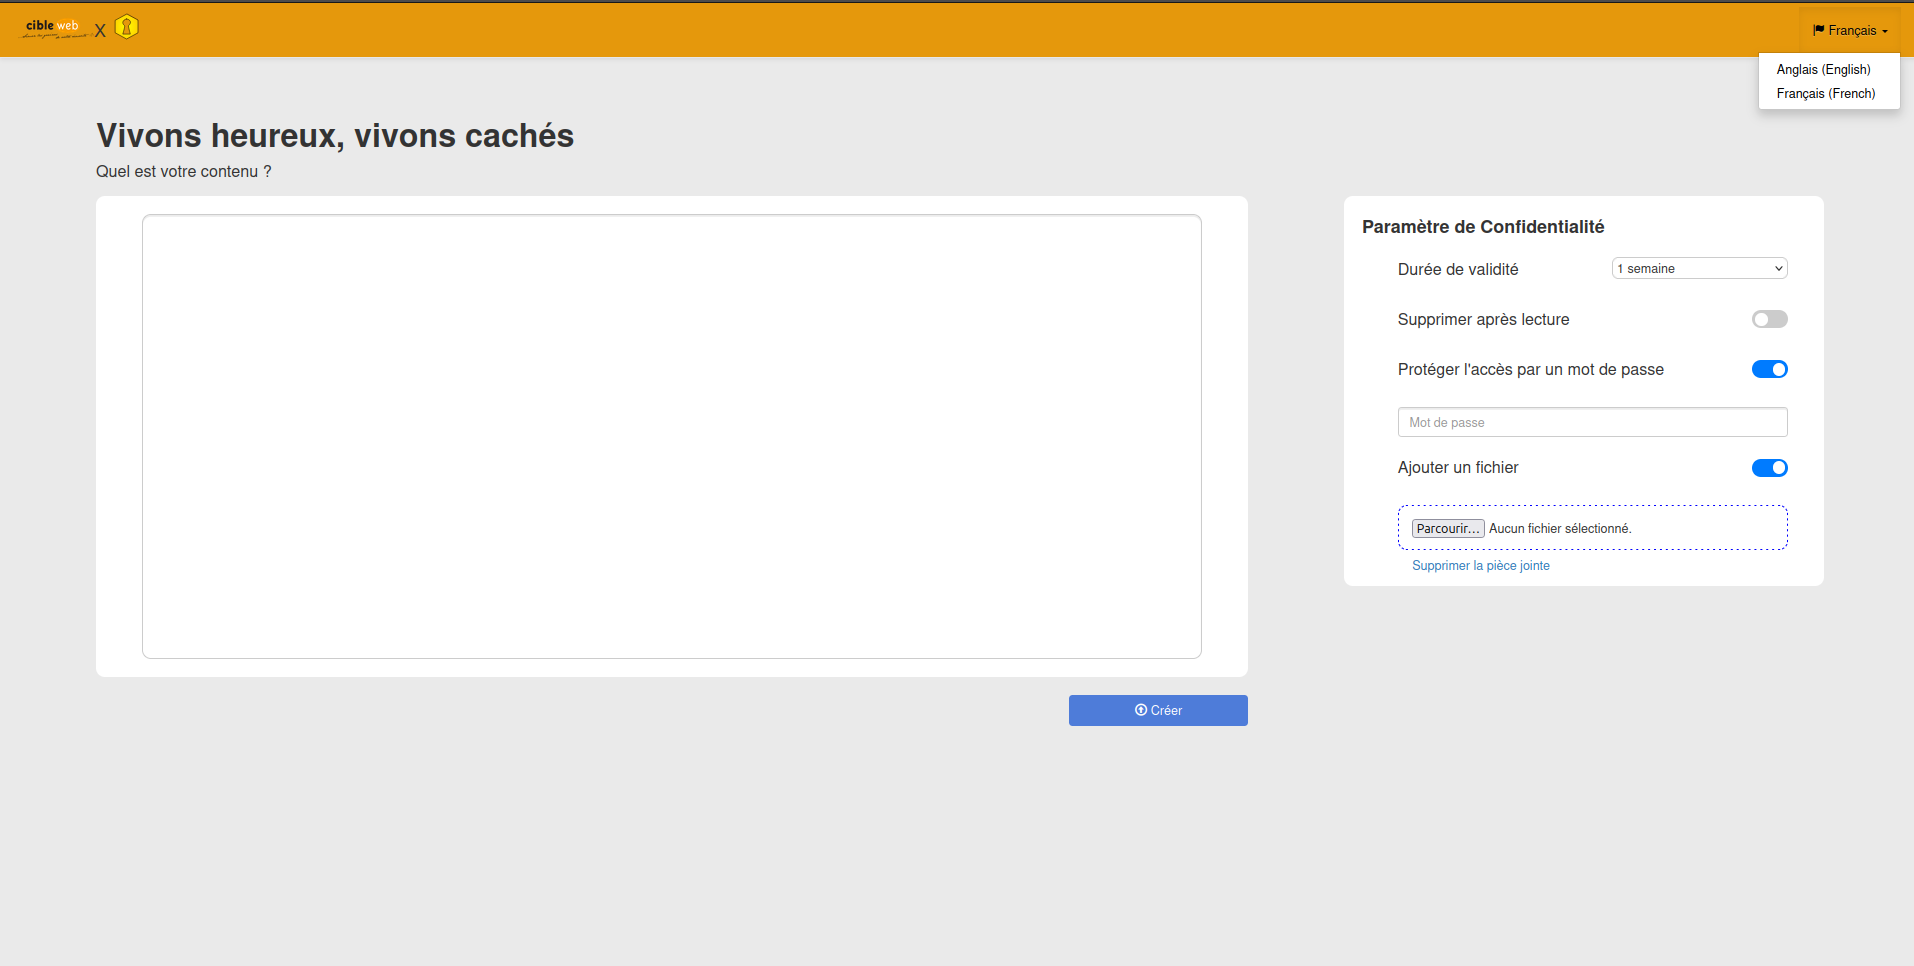 cible web
X
Français
Anglais (English)
Français (French)
Vivons heureux, vivons cachés
Quel est votre contenu ?
Paramètre de Confidentialité
Durée de validité
1 semaine
Supprimer après lecture
Protéger l'accès par un mot de passe
Mot de passe
Ajouter un fichier
Parcourir... Aucun fichier sélectionné.
Supprimer la pièce jointe
Créer